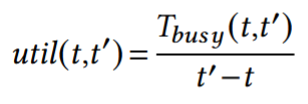 util(t,t′) = T_busy(t,t′) / t′ − t